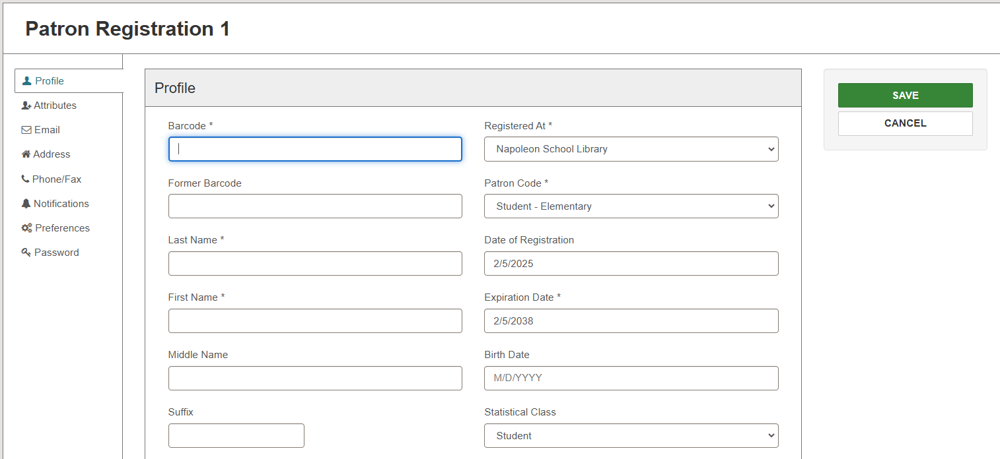 Patron Registration 1
Profile
Attributes
Email
Address
Phone/Fax
Notifications
Preferences
Password
Profile
Barcode *
Registered At *
Napoleon School Library
Former Barcode
Patron Code *
Student - Elementary
Last Name *
Date of Registration
2/5/2025
First Name *
Expiration Date *
2/5/2038
Middle Name
Birth Date
M/D/YYYY
Suffix
Statistical Class
Student
SAVE
CANCEL